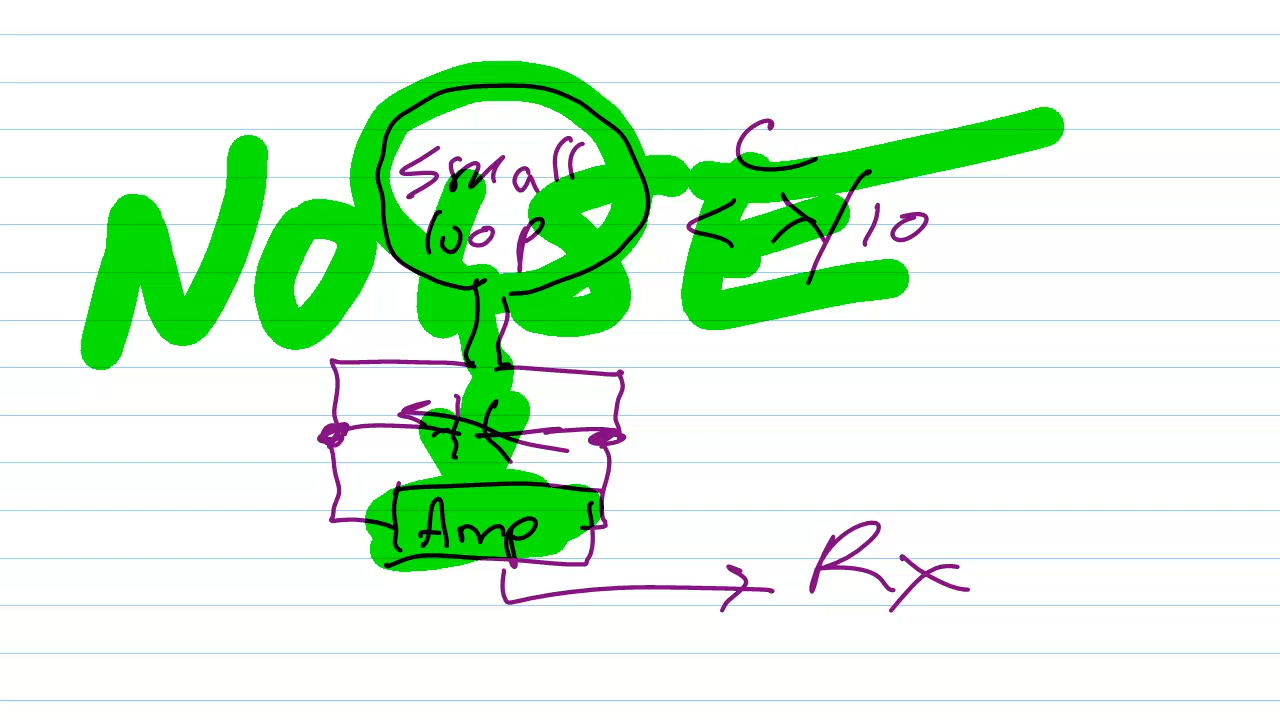 NOISE
small
loop
C
< λ/10
Amp
Rx